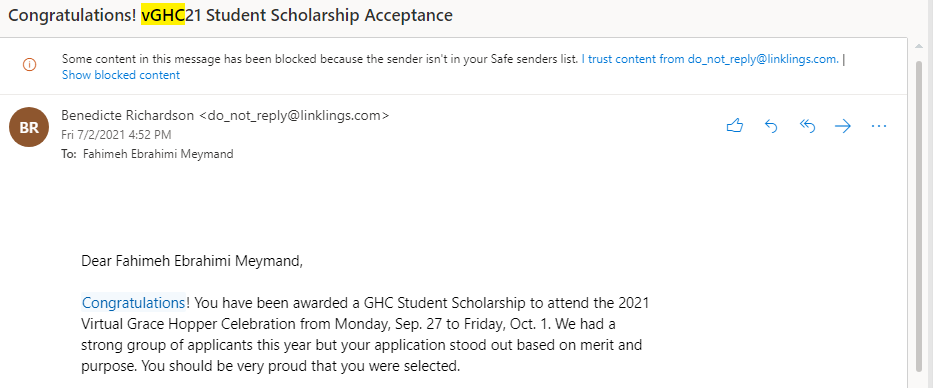 Congratulations! vGHC21 Student Scholarship Acceptance
Some content in this message has been blocked because the sender isn't in your Safe senders list. I trust content from do_not_reply@linklings.com. |
Show blocked content
BR
Benedicte Richardson <do_not_reply@linklings.com>
Fri 7/2/2021 4:52 PM
To: Fahimeh Ebrahimi Meymand
Dear Fahimeh Ebrahimi Meymand,
Congratulations! You have been awarded a GHC Student Scholarship to attend the 2021
Virtual Grace Hopper Celebration from Monday, Sep. 27 to Friday, Oct. 1. We had a
strong group of applicants this year but your application stood out based on merit and
purpose. You should be very proud that you were selected.